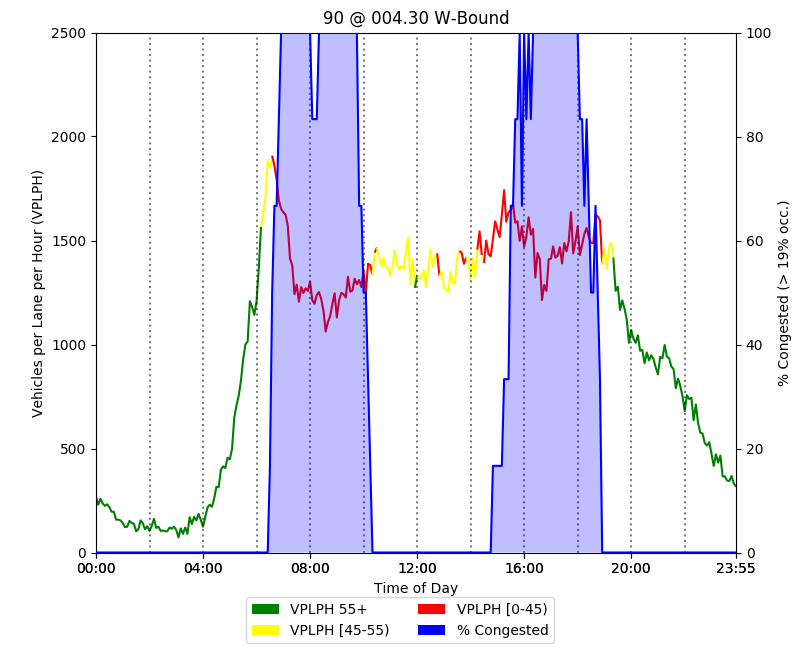 90 @ 004.30 W-Bound
Vehicles per Lane per Hour (VPLPH)
2500
2000
1500
1000
500
0
100
80
60
40
20
0
% Congested (> 19% occ.)
00:00 04:00 08:00 12:00 16:00 20:00 23:55
Time of Day
VPLPH 55+ VPLPH [0-45)
VPLPH [45-55) % Congested